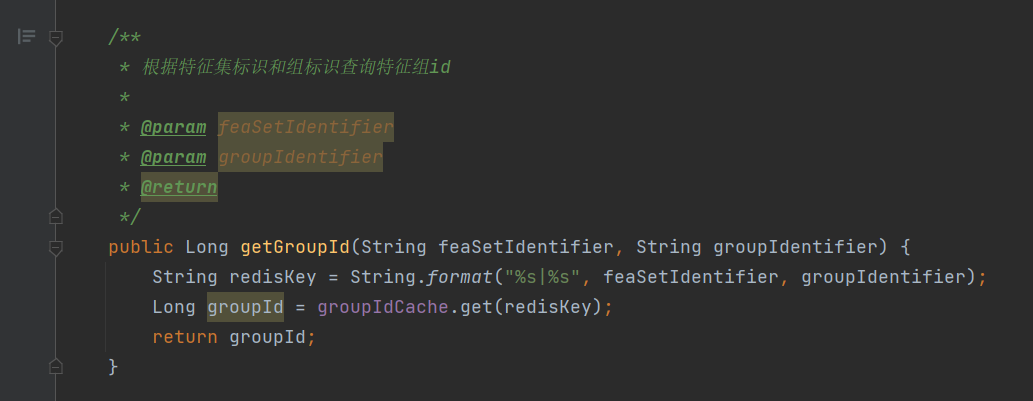 /**
 * 根据特征集标识和组标识查询特征组id
 *
 * @param feaSetIdentifier
 * @param groupIdentifier
 * @return
 */
public Long getGroupId(String feaSetIdentifier, String groupIdentifier) {
    String redisKey = String.format("%s|%s", feaSetIdentifier, groupIdentifier);
    Long groupId = groupIdCache.get(redisKey);
    return groupId;
}